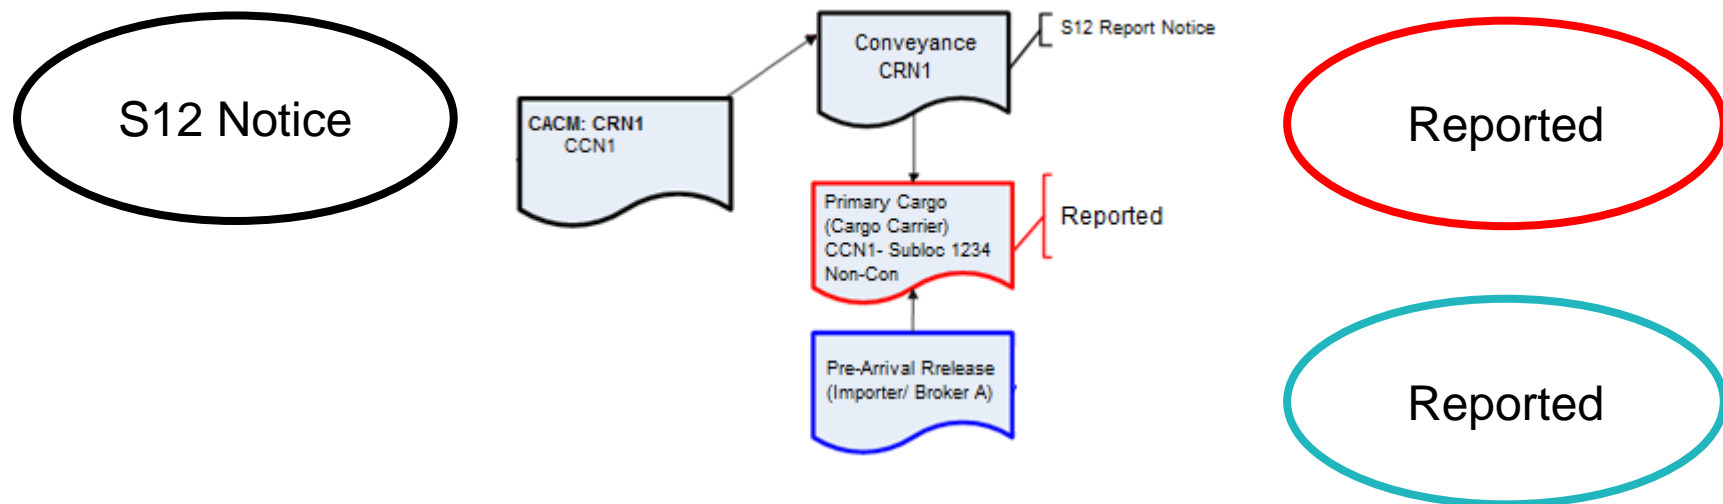 S12 Notice
CACM: CRN1
CCN1
Conveyance
CRN1
S12 Report Notice
Primary Cargo
(Cargo Carrier)
CCN1- Subloc 1234
Non-Con
Reported
Pre-Arrival Rrelease
(Importer/ Broker A)
Reported
Reported